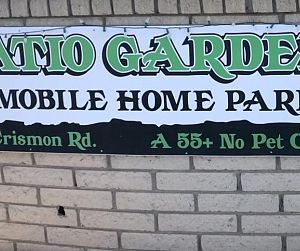 ATIO GARDE
MOBILE HOME PAR
Crismon Rd. A 55+ No Pet C